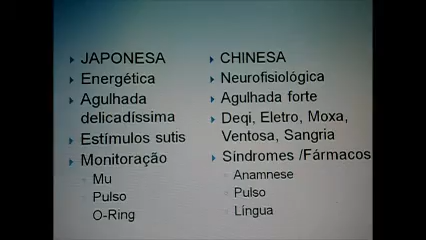 JAPONESA
Energética
Agulhada
delicadíssima
Estímulos sutis
Monitoração
Mu
Pulso
O-Ring
CHINESA
Neurofisiológica
Agulhada forte
Deqi, Eletro, Moxa,
Ventosa, Sangria
Síndromes /Fármacos
Anamnese
Pulso
Língua